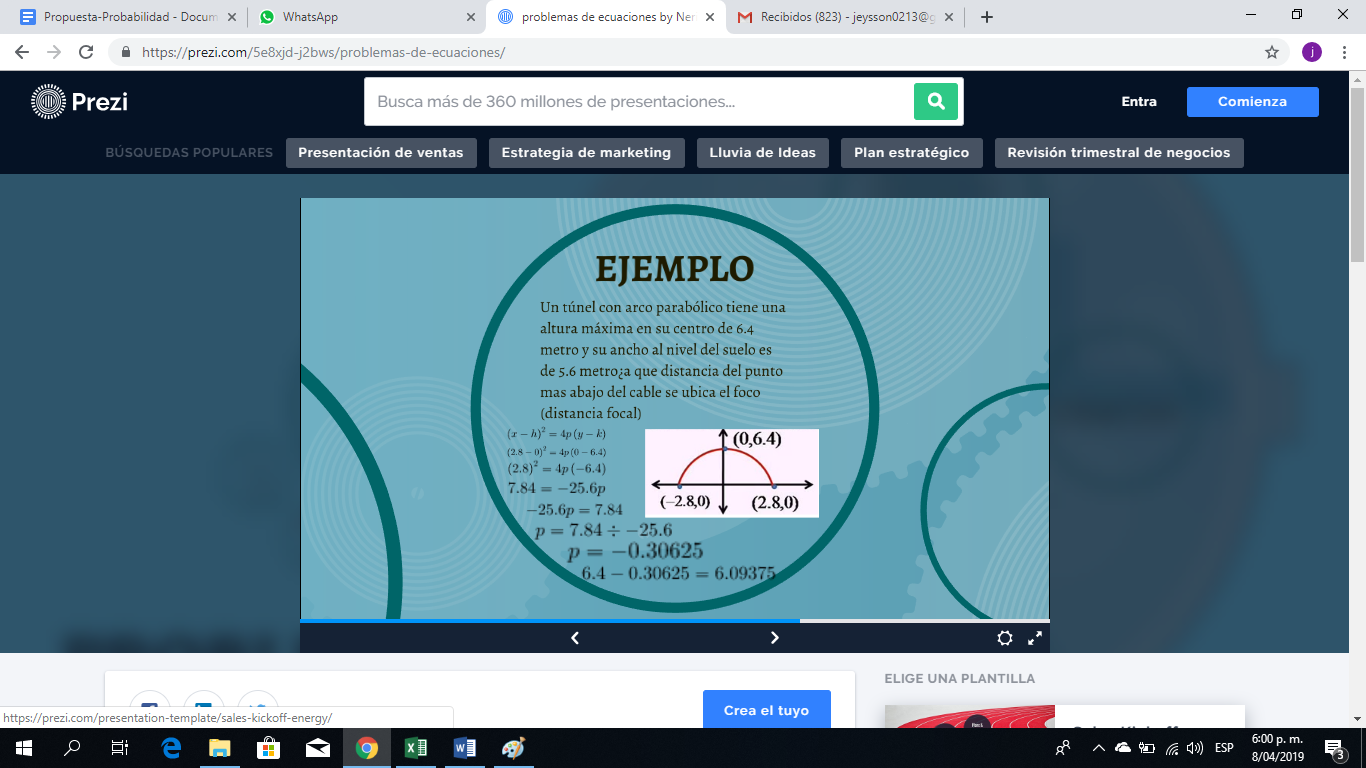 Propuesta-Probabilidad - Docum
WhatsApp
problemas de ecuaciones by Ner
Recibidos (823) - jeysson0213@g
https://prezi.com/5e8xjd-j2bws/problemas-de-ecuaciones/
j
Prezi
Busca más de 360 millones de presentaciones...
Entra
Comienza
BÚSQUEDAS POPULARES
Presentación de ventas
Estrategia de marketing
Lluvia de Ideas
Plan estratégico
Revisión trimestral de negocios
EJEMPLO
Un túnel con arco parabólico tiene una
altura máxima en su centro de 6.4
metro y su ancho al nivel del suelo es
de 5.6 metro¿a que distancia del punto
mas abajo del cable se ubica el foco
(distancia focal)
(x − h)² = 4p (y − k)
(2.8 − 0)² = 4p (0 − 6.4)
(2.8)² = 4p (−6.4)
7.84 = −25.6p
−25.6p = 7.84
p = 7.84 ÷ −25.6
p = −0.30625
6.4 − 0.30625 = 6.09375
(0,6.4)
(−2.8,0)
(2.8,0)
ELIGE UNA PLANTILLA
Crea el tuyo
https://prezi.com/presentation-template/sales-kickoff-energy/
ESP
6:00 p. m.
8/04/2019
3